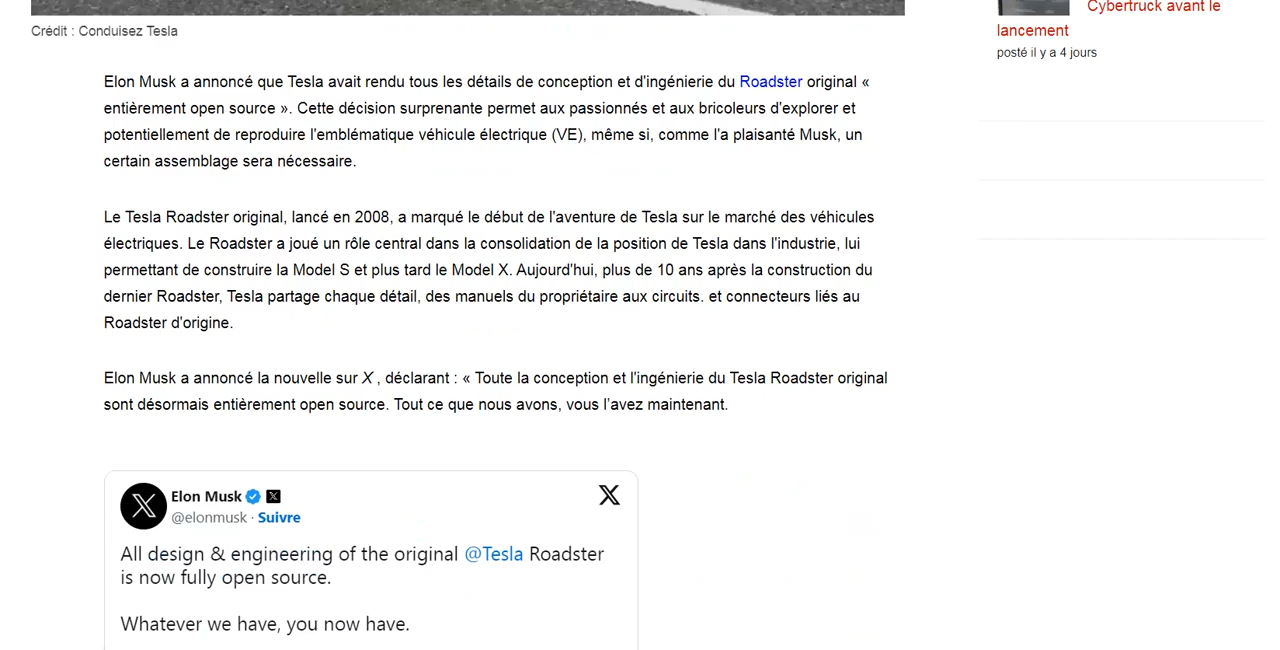 Crédit : Conduisez Tesla
Elon Musk a annoncé que Tesla avait rendu tous les détails de conception et d'ingénierie du Roadster original «
entièrement open source ». Cette décision surprenante permet aux passionnés et aux bricoleurs d'explorer et
potentiellement de reproduire l'emblématique véhicule électrique (VE), même si, comme l'a plaisanté Musk, un
certain assemblage sera nécessaire.
Le Tesla Roadster original, lancé en 2008, a marqué le début de l'aventure de Tesla sur le marché des véhicules
électriques. Le Roadster a joué un rôle central dans la consolidation de la position de Tesla dans l'industrie, lui
permettant de construire la Model S et plus tard le Model X. Aujourd'hui, plus de 10 ans après la construction du
dernier Roadster, Tesla partage chaque détail, des manuels du propriétaire aux circuits. et connecteurs liés au
Roadster d'origine.
Elon Musk a annoncé la nouvelle sur X , déclarant : « Toute la conception et l'ingénierie du Tesla Roadster original
sont désormais entièrement open source. Tout ce que nous avons, vous l’avez maintenant.
Elon Musk
@elonmusk · Suivre
All design & engineering of the original @Tesla Roadster
is now fully open source.
Whatever we have, you now have.
Cybertruck avant le
lancement
posté il y a 4 jours